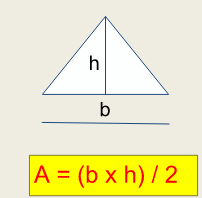 h
b
A = (b x h) / 2